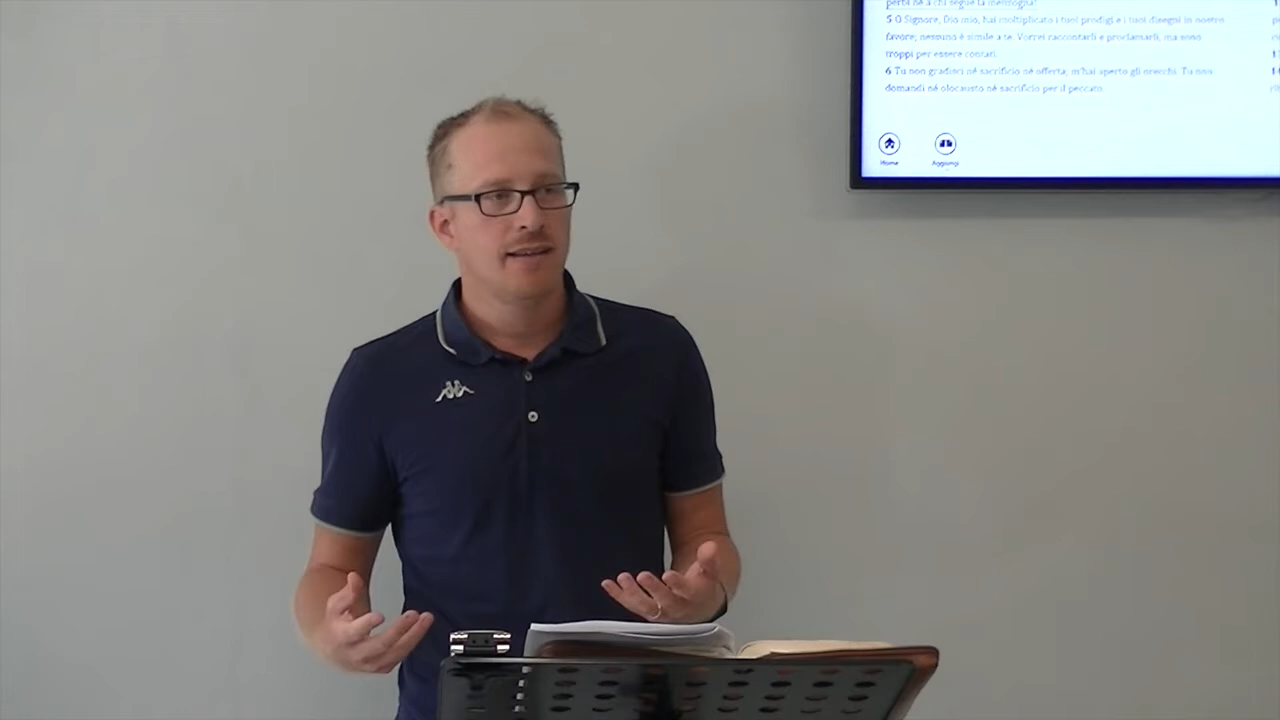 perto né a chi segue la menzogna!
5 O Signore, Dio mio, hai moltiplicato i tuoi prodigi e i tuoi disegni in nostro
favore; nessuno è simile a te. Vorrei raccontarli e proclamarli, ma sono
troppi per essere contati.
6 Tu non gradisci né sacrificio né offerta; m'hai aperto gli orecchi. Tu non
domandi né olocausto né sacrificio per il peccato.
Home
Aggiungi